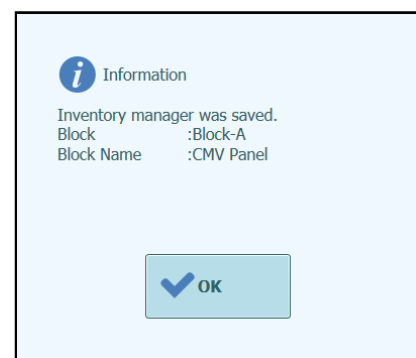 Information
Inventory manager was saved.
Block :Block-A
Block Name :CMV Panel
OK